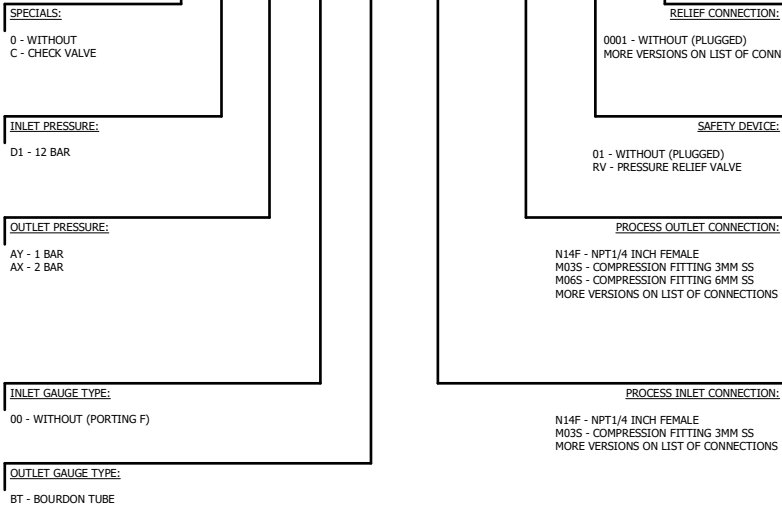 SPECIALS:
0 - WITHOUT
C - CHECK VALVE
INLET PRESSURE:
D1 - 12 BAR
OUTLET PRESSURE:
AY - 1 BAR
AX - 2 BAR
INLET GAUGE TYPE:
00 - WITHOUT (PORTING F)
OUTLET GAUGE TYPE:
BT - BOURDON TUBE
RELIEF CONNECTION:
0001 - WITHOUT (PLUGGED)
MORE VERSIONS ON LIST OF CONN
SAFETY DEVICE:
01 - WITHOUT (PLUGGED)
RV - PRESSURE RELIEF VALVE
PROCESS OUTLET CONNECTION:
N14F - NPT1/4 INCH FEMALE
M03S - COMPRESSION FITTING 3MM SS
M06S - COMPRESSION FITTING 6MM SS
MORE VERSIONS ON LIST OF CONNECTIONS
PROCESS INLET CONNECTION:
N14F - NPT1/4 INCH FEMALE
M03S - COMPRESSION FITTING 3MM SS
MORE VERSIONS ON LIST OF CONNECTIONS